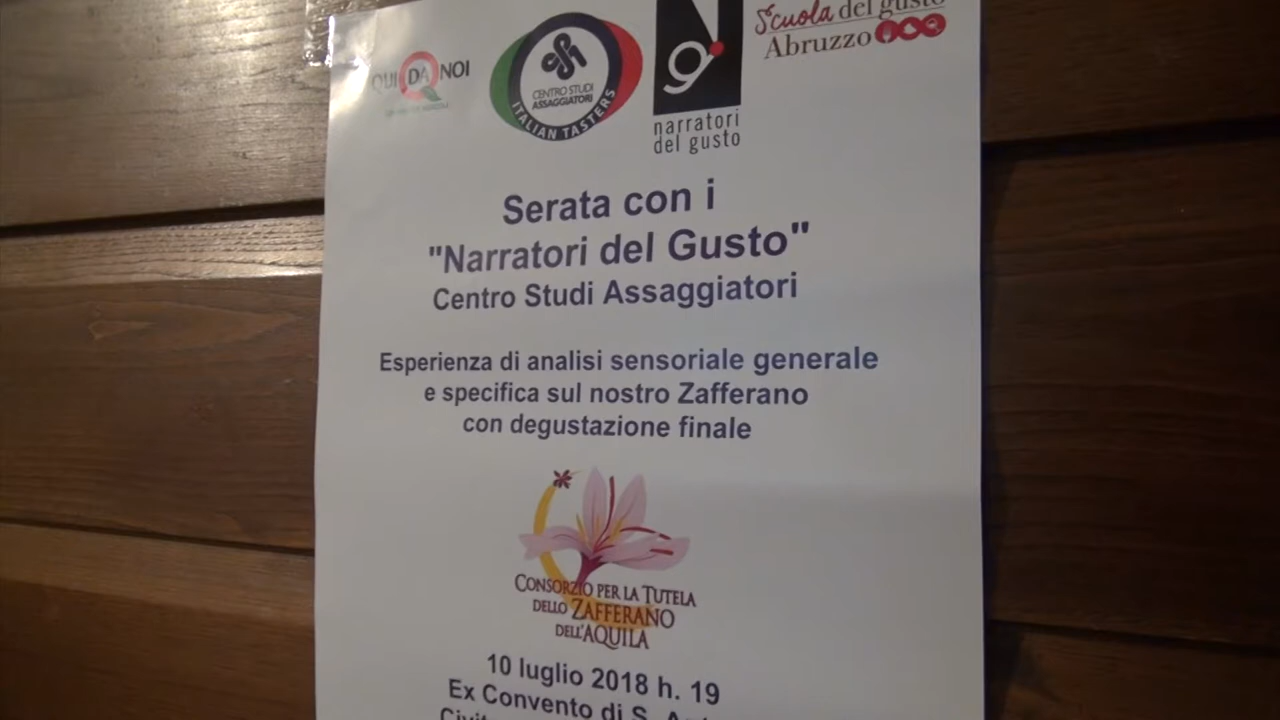 QUI DA NOI
CENTRO STUDI
ASSAGGIATORI
ITALIAN TASTERS
g
narratori
del gusto
Scuola del gusto
Abruzzo
Serata con i
"Narratori del Gusto"
Centro Studi Assaggiatori
Esperienza di analisi sensoriale generale
e specifica sul nostro Zafferano
con degustazione finale
CONSORZIO PER LA TUTELA
DELLO ZAFFERANO
DELL'AQUILA
10 luglio 2018 h. 19
Ex Convento di S.